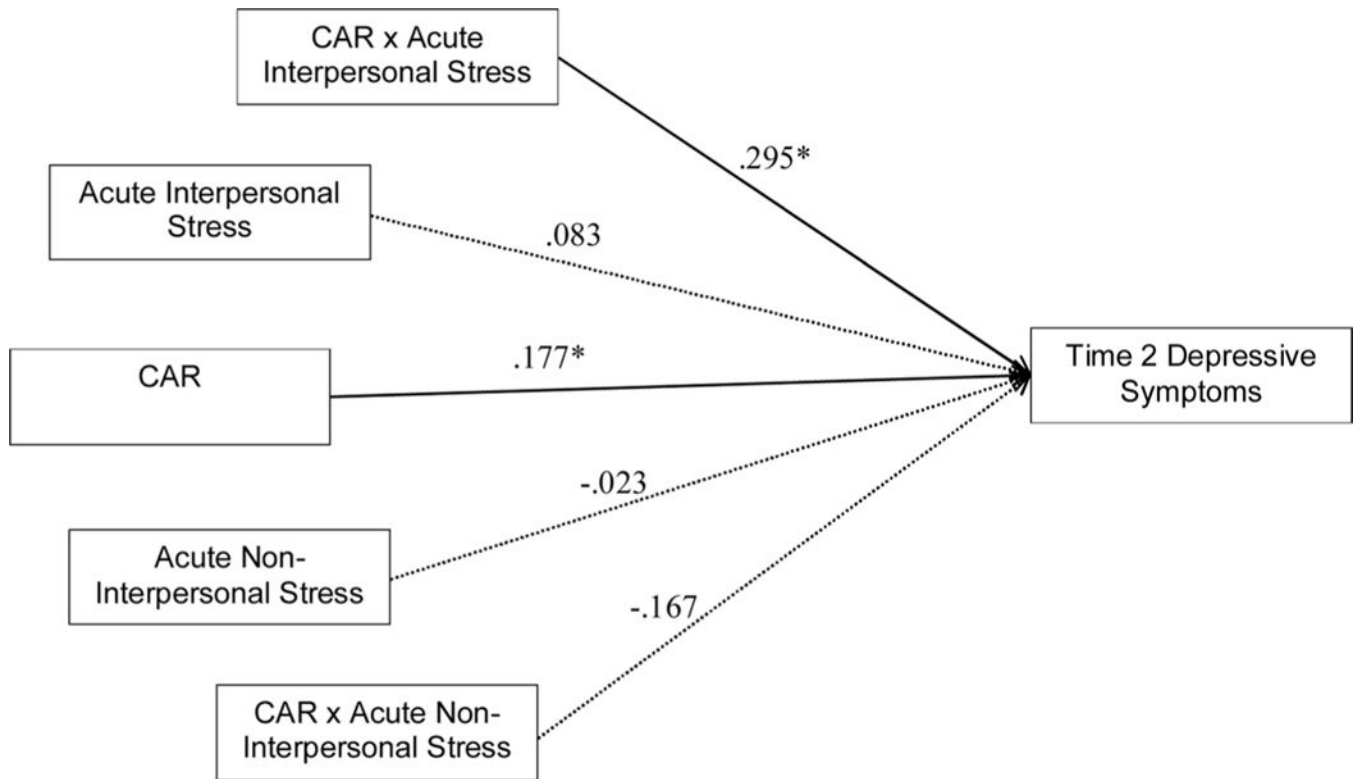 CAR x Acute
Interpersonal Stress
.295*
Acute Interpersonal
Stress
.083
CAR
.177*
Time 2 Depressive
Symptoms
-.023
Acute Non-
Interpersonal Stress
-.167
CAR x Acute Non-
Interpersonal Stress